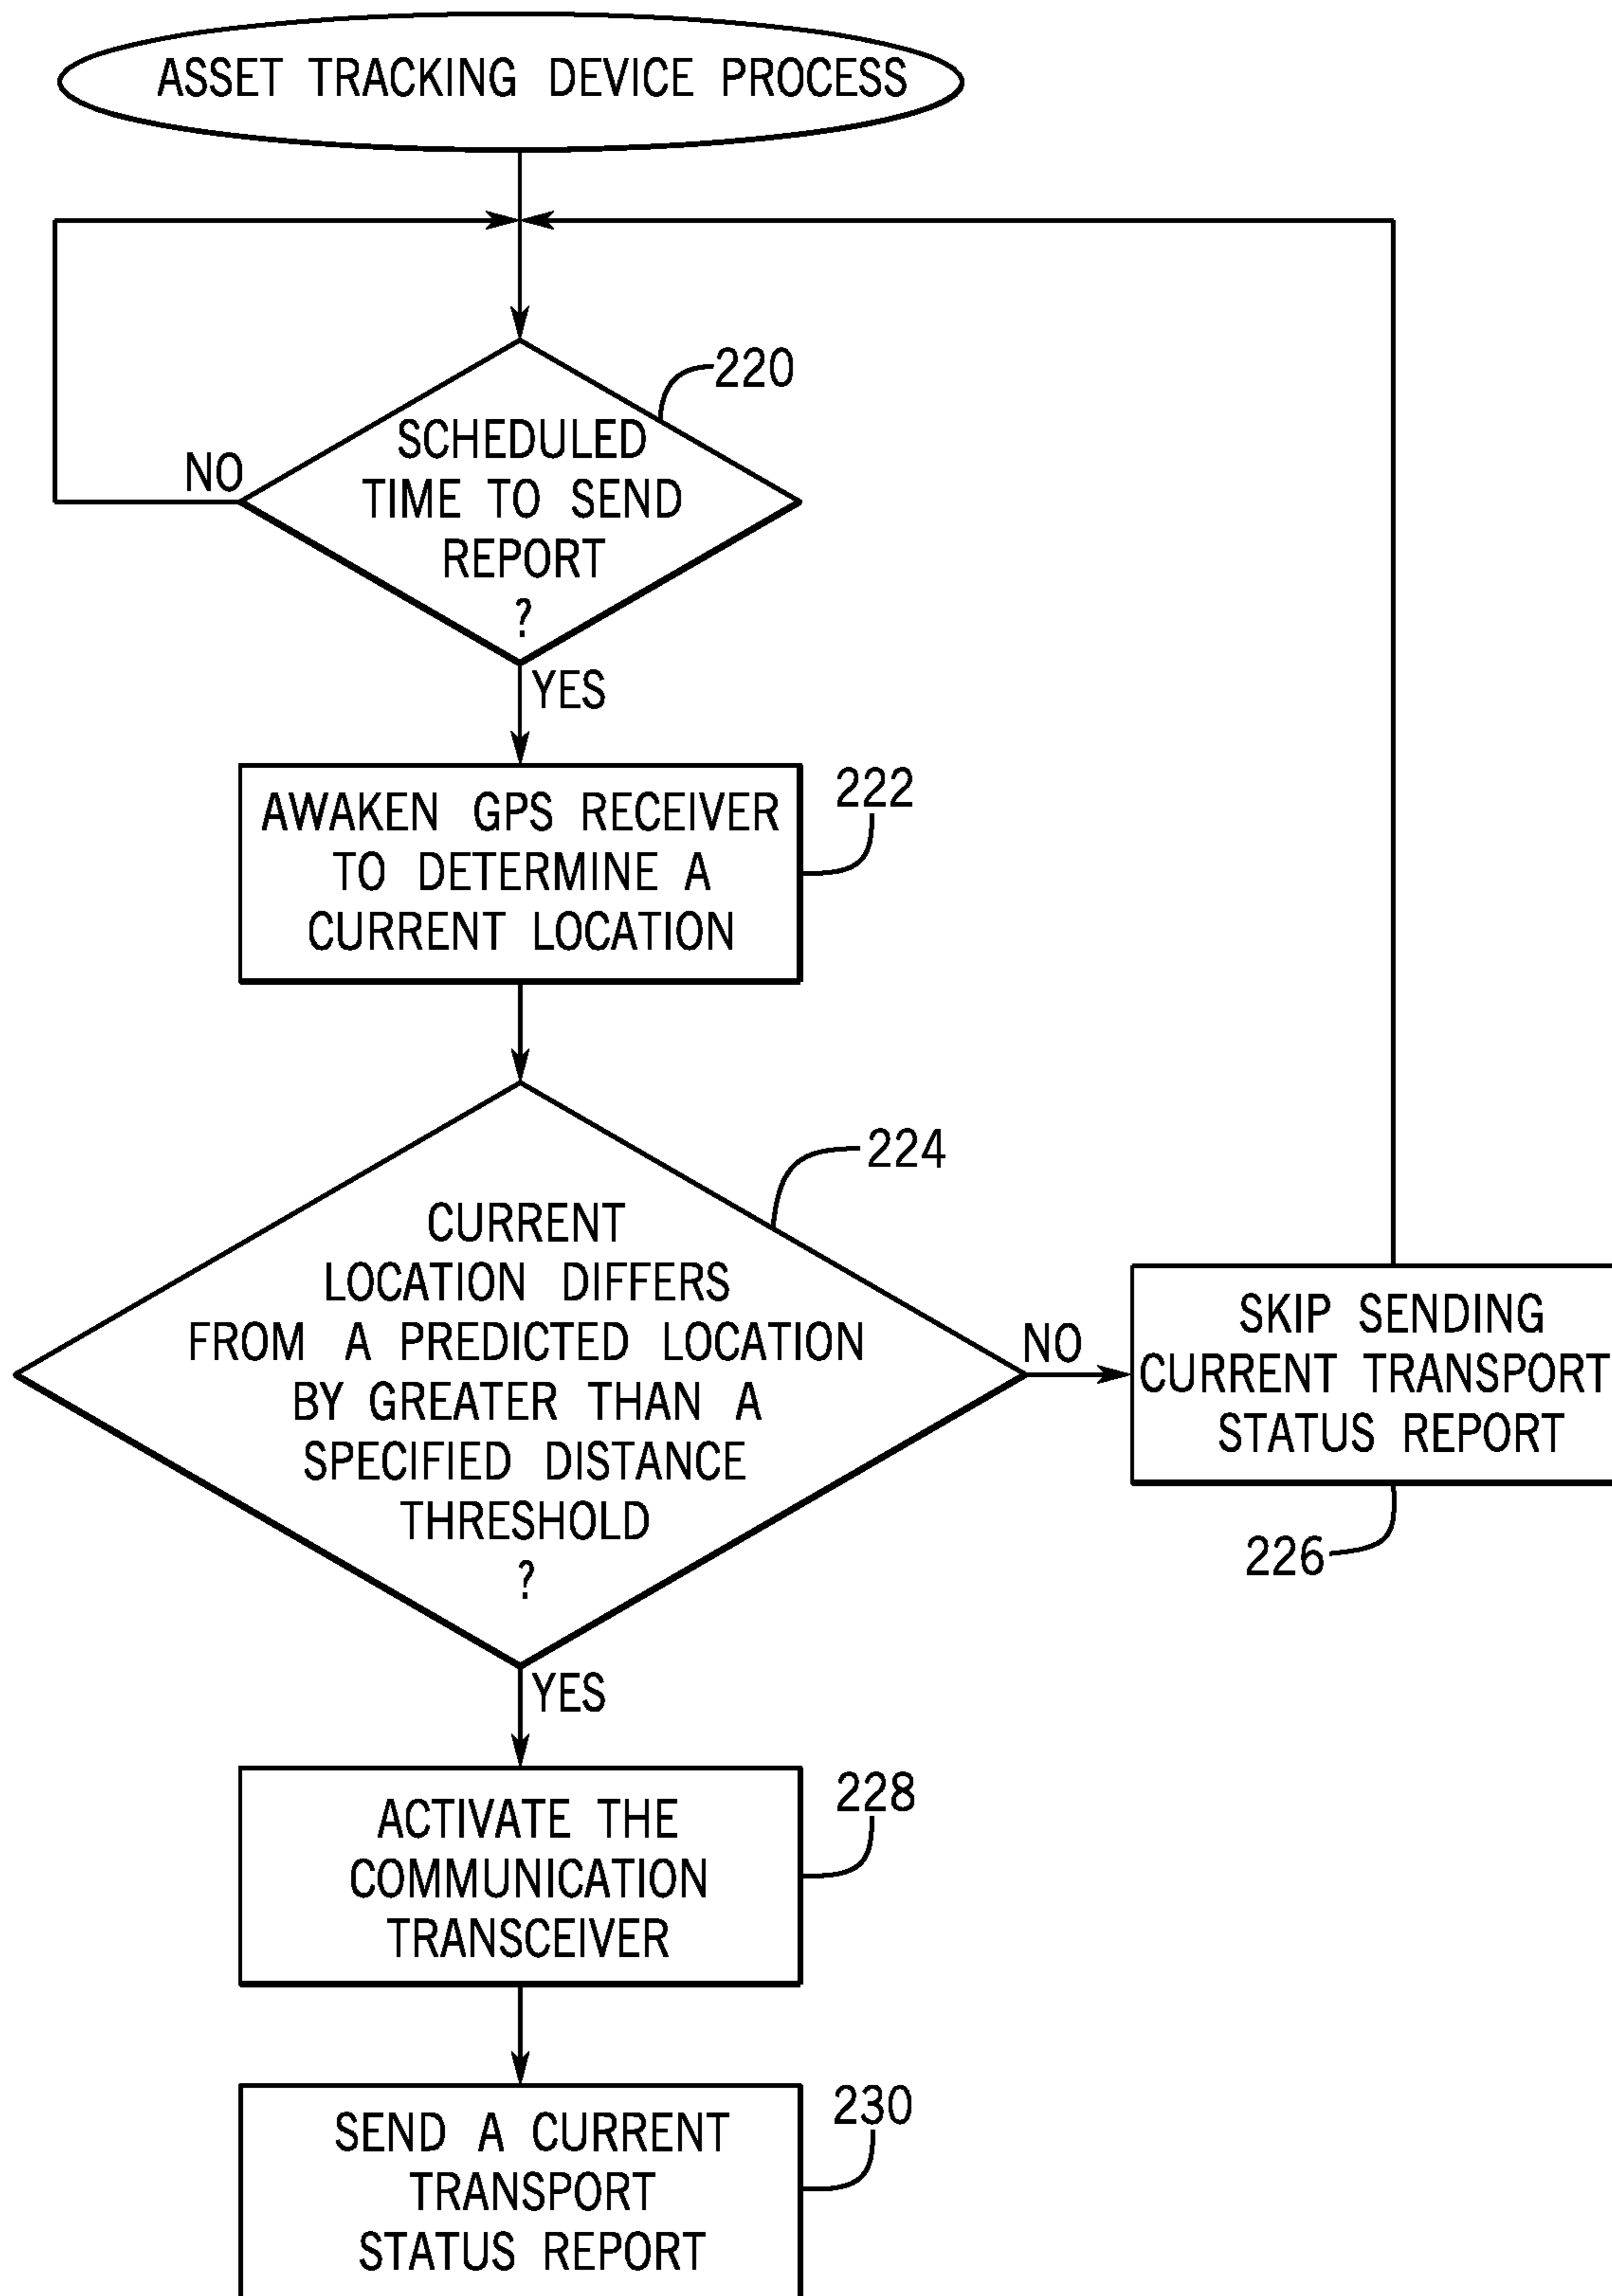 ASSET TRACKING DEVICE PROCESS
220
SCHEDULED
TIME TO SEND
REPORT
?
NO
YES
222
AWAKEN GPS RECEIVER
TO DETERMINE A
CURRENT LOCATION
224
CURRENT
LOCATION DIFFERS
FROM A PREDICTED LOCATION
BY GREATER THAN A
SPECIFIED DISTANCE
THRESHOLD
?
NO
SKIP SENDING
CURRENT TRANSPORT
STATUS REPORT
226
YES
228
ACTIVATE THE
COMMUNICATION
TRANSCEIVER
230
SEND A CURRENT
TRANSPORT
STATUS REPORT